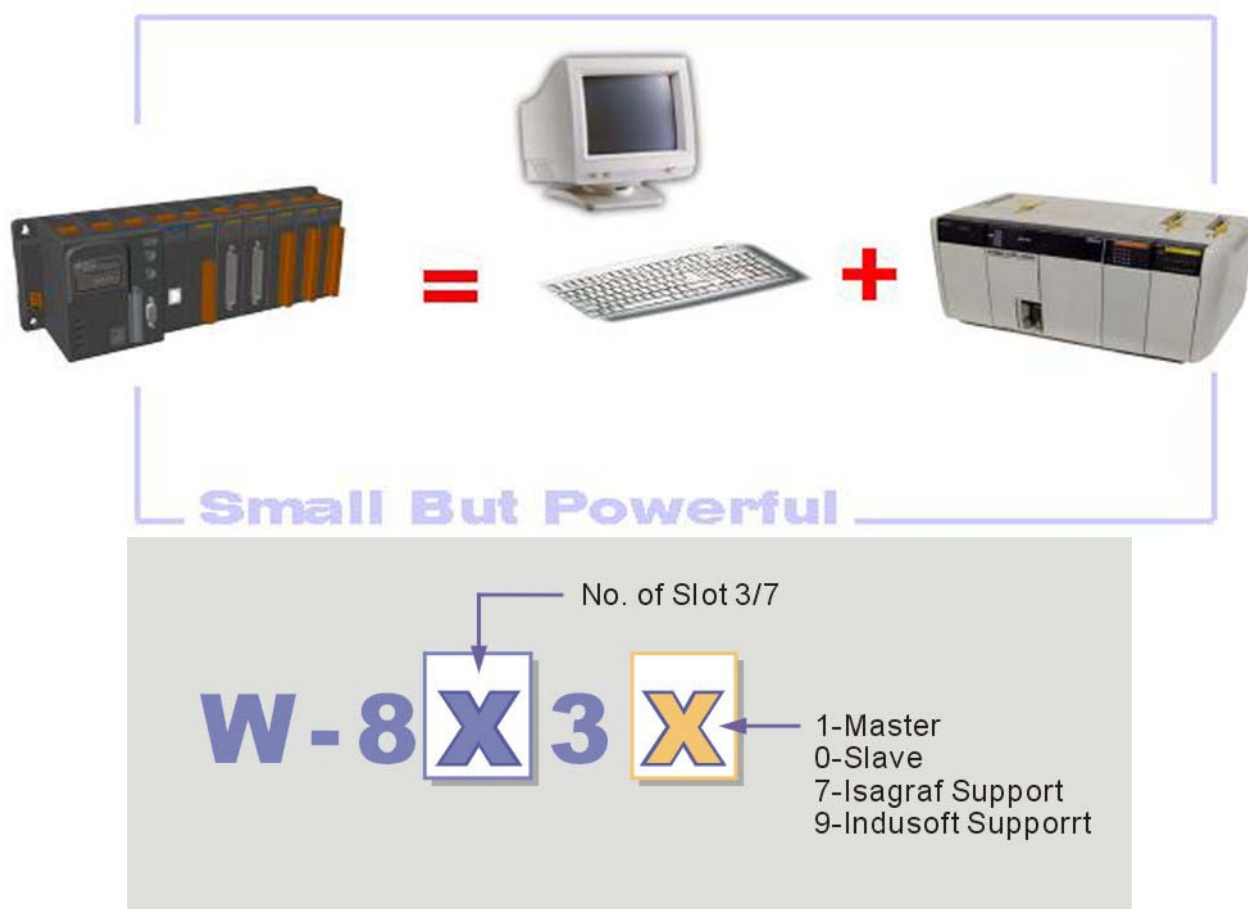 Small But Powerful
No. of Slot 3/7
W-8X3X
1-Master
0-Slave
7-Isagraf Support
9-Indusoft Supporrt